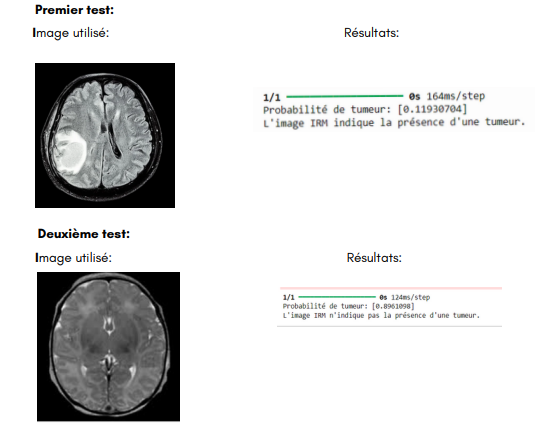 Premier test:
Image utilisé:
Résultats:
1/1 0s 164ms/step
Probabilité de tumeur: [0.11930704]
L'image IRM indique la présence d'une tumeur.
Deuxième test:
Image utilisé:
Résultats:
1/1 0s 124ms/step
Probabilité de tumeur: [0.8961098]
L'image IRM n'indique pas la présence d'une tumeur.